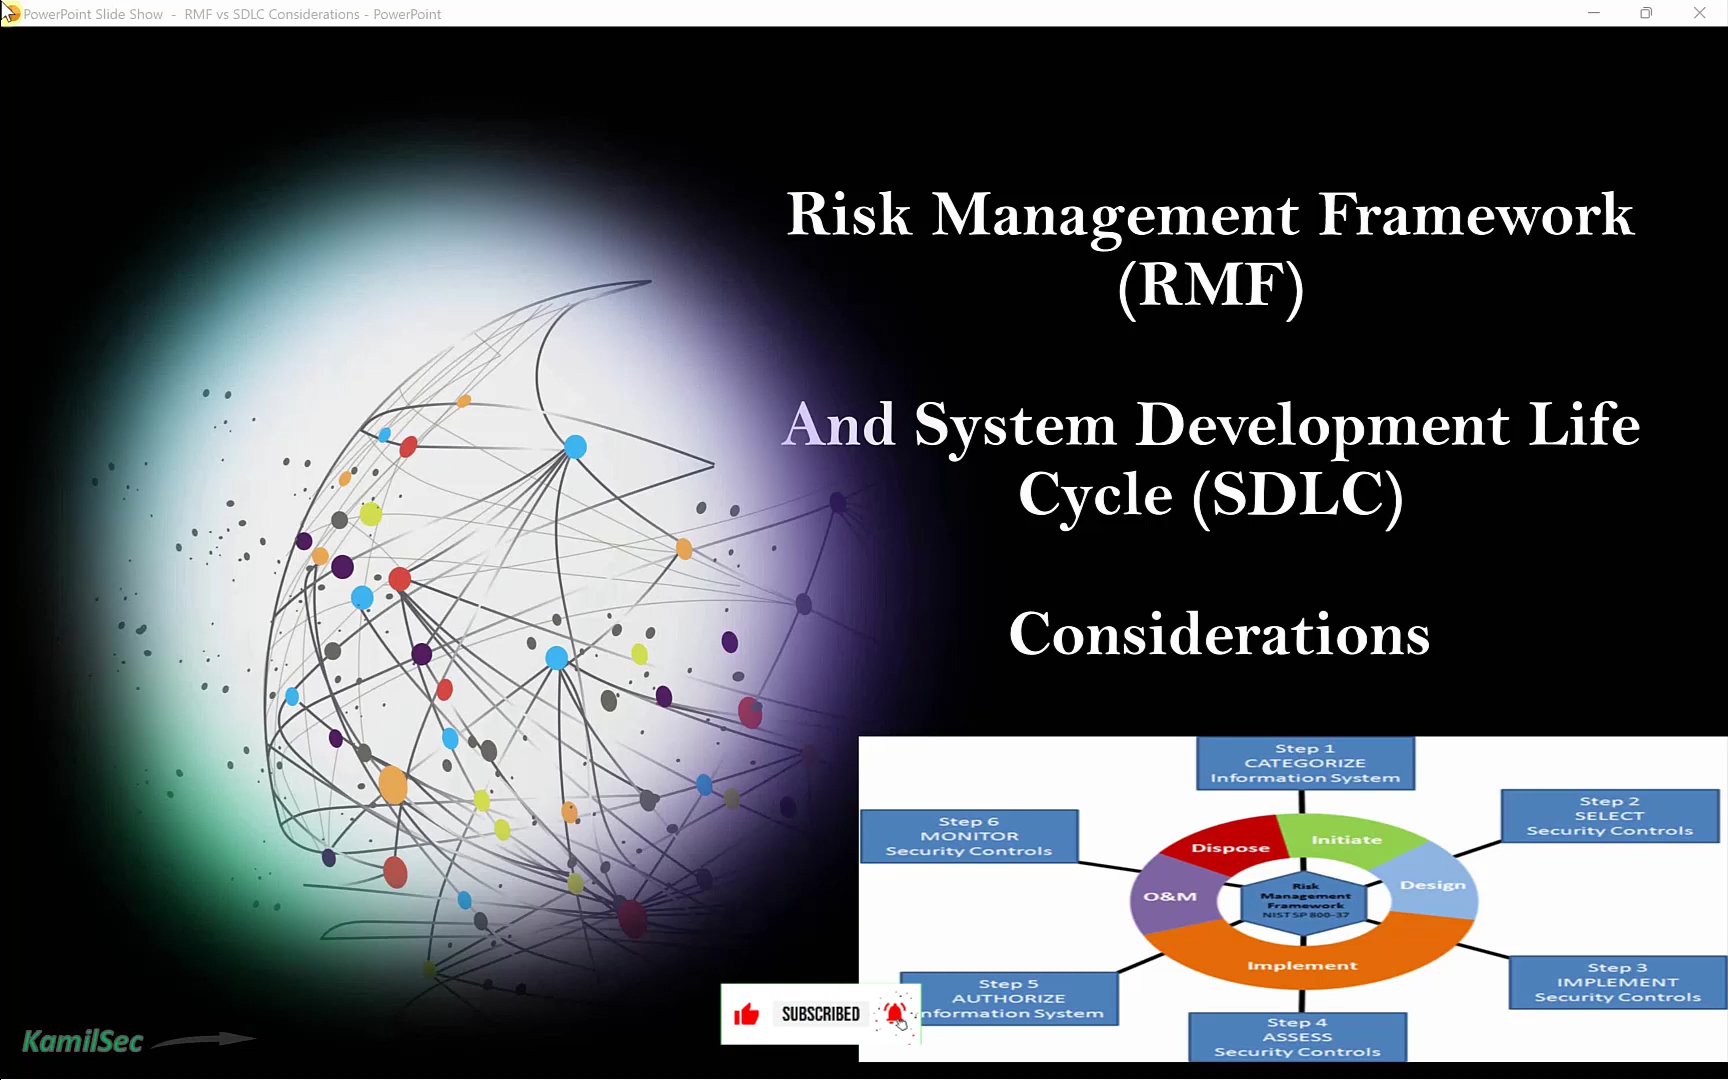 PowerPoint Slide Show - RMF vs SDLC Considerations - PowerPoint
Risk Management Framework
(RMF)
And System Development Life
Cycle (SDLC)
Considerations
Step 1
CATEGORIZE
Information System
Step 2
SELECT
Security Controls
Step 6
MONITOR
Security Controls
Dispose
Initiate
Design
O&M
Risk
Management
Framework
NIST SP 800-37
Implement
Step 3
IMPLEMENT
Security Controls
Step 5
AUTHORIZE
nformation System
Step 4
ASSESS
Security Controls
SUBSCRIBED
KamilSec